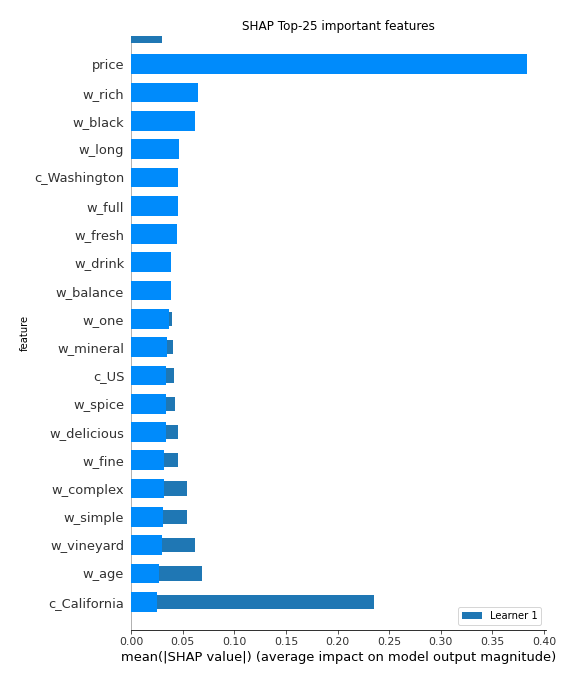 SHAP Top-25 important features
price
w_rich
w_black
w_long
c_Washington
w_full
w_fresh
w_drink
w_balance
w_one
w_mineral
c_US
w_spice
w_delicious
w_fine
w_complex
w_simple
w_vineyard
w_age
c_California
feature
Learner 1
0.00 0.05 0.10 0.15 0.20 0.25 0.30 0.35 0.40
mean(|SHAP value|) (average impact on model output magnitude)